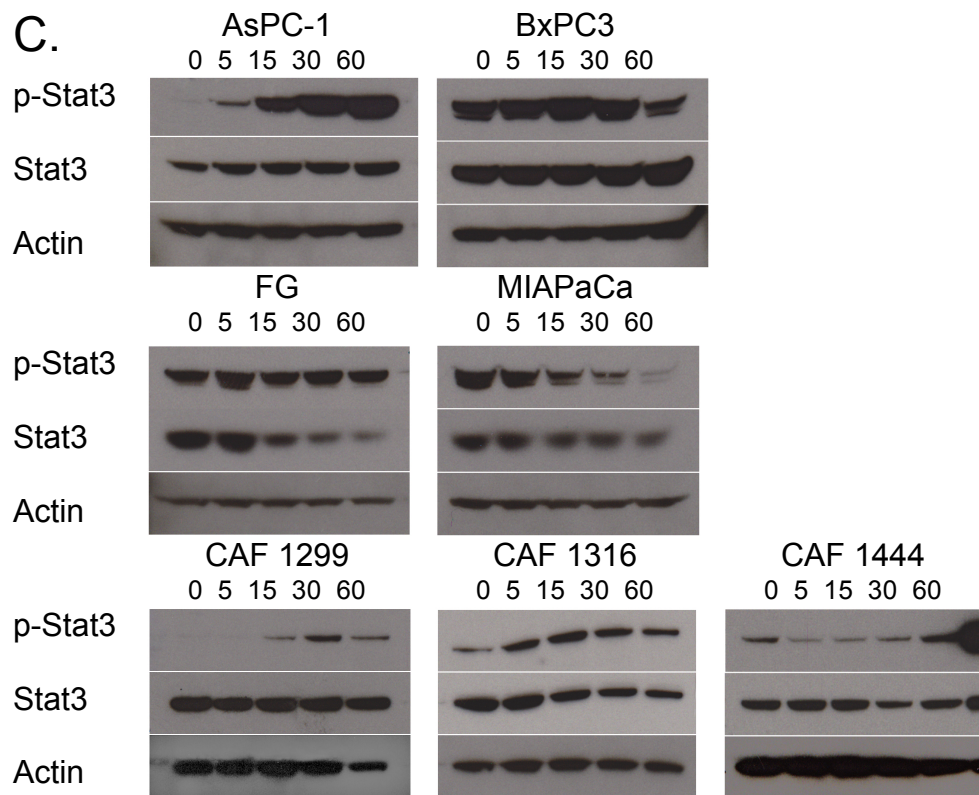 C.
AsPC-1 BxPC3
0 5 15 30 60 0 5 15 30 60
p-Stat3
Stat3
Actin
FG MIAPaCa
0 5 15 30 60 0 5 15 30 60
p-Stat3
Stat3
Actin
CAF 1299 CAF 1316 CAF 1444
0 5 15 30 60 0 5 15 30 60 0 5 15 30 60
p-Stat3
Stat3
Actin